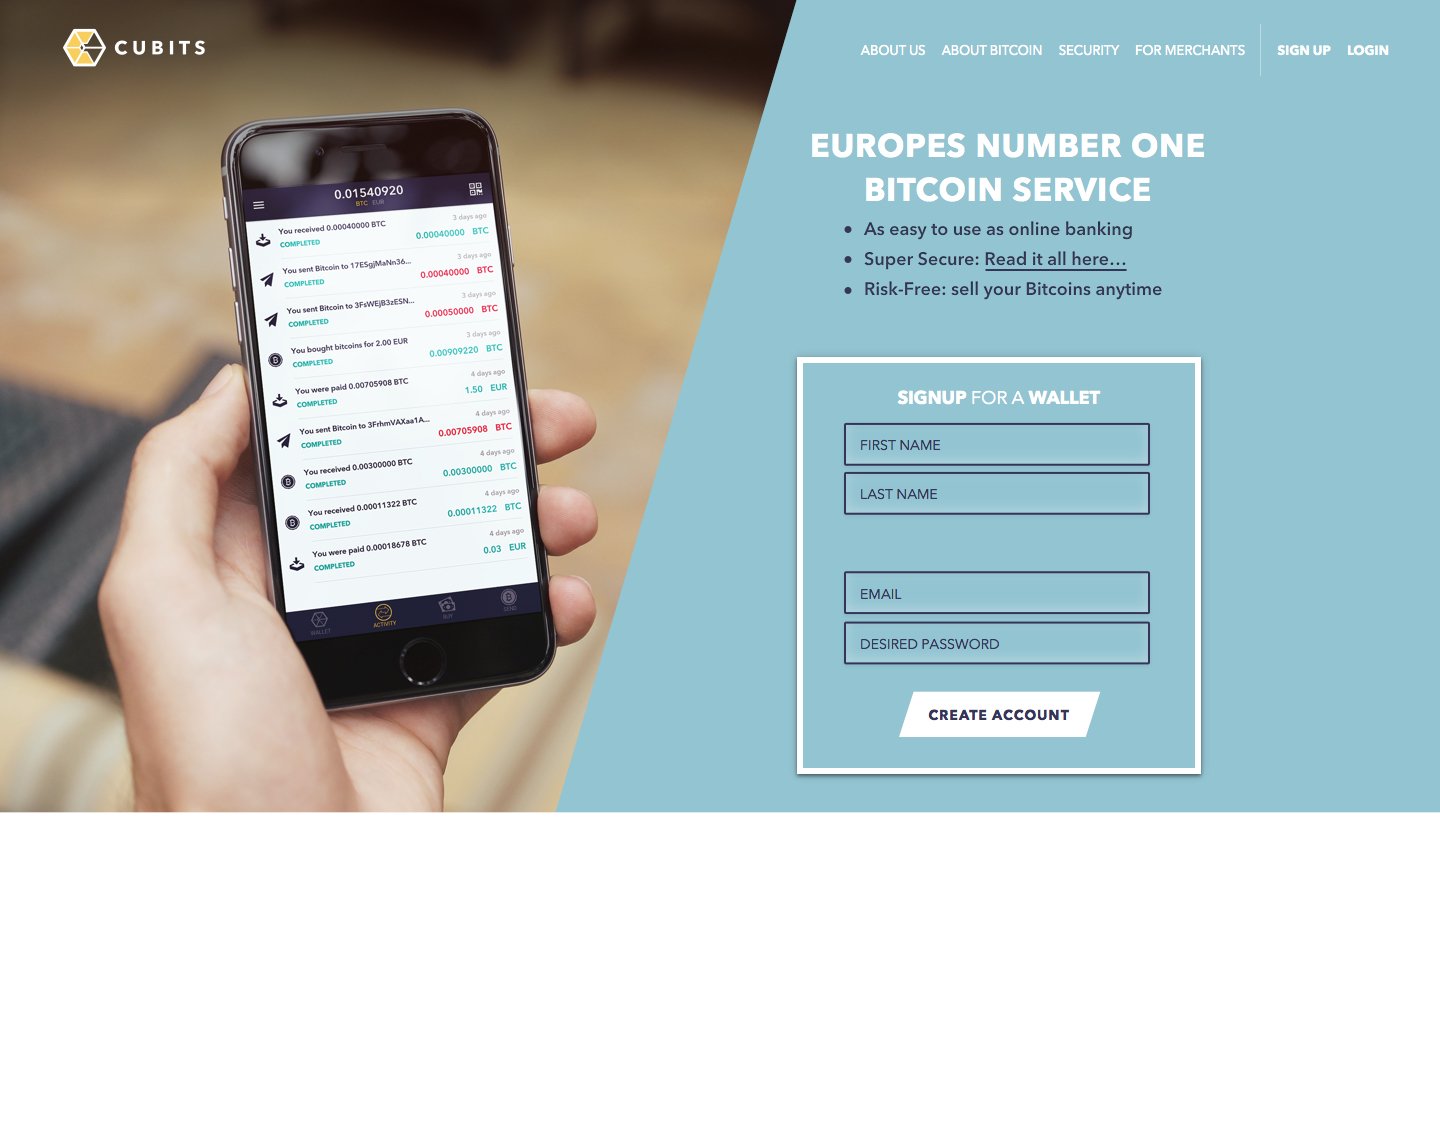 CUBITS
ABOUT US ABOUT BITCOIN SECURITY FOR MERCHANTS SIGN UP LOGIN
EUROPES NUMBER ONE
BITCOIN SERVICE
As easy to use as online banking
Super Secure: Read it all here...
Risk-Free: sell your Bitcoins anytime
SIGNUP FOR A WALLET
FIRST NAME
LAST NAME
EMAIL
DESIRED PASSWORD
CREATE ACCOUNT
0.01540920
BTC EUR
3 days ago
You received 0.00040000 BTC
COMPLETED
0.00040000 BTC
3 days ago
You sent Bitcoin to 17ESgjMaNn36...
COMPLETED
0.00040000 BTC
3 days ago
You sent Bitcoin to 3FsWEjB3zESN...
COMPLETED
0.00050000 BTC
3 days ago
You bought bitcoins for 2.00 EUR
COMPLETED
0.00909220 BTC
4 days ago
You were paid 0.00705908 BTC
COMPLETED
1.50 EUR
4 days ago
You sent Bitcoin to 3FrhmVAXaa1A...
COMPLETED
0.00705908 BTC
4 days ago
You received 0.00300000 BTC
COMPLETED
0.00300000 BTC
4 days ago
You received 0.00011322 BTC
COMPLETED
0.00011322 BTC
4 days ago
You were paid 0.00018678 BTC
COMPLETED
0.03 EUR
WALLET ACTIVITY BUY SEND